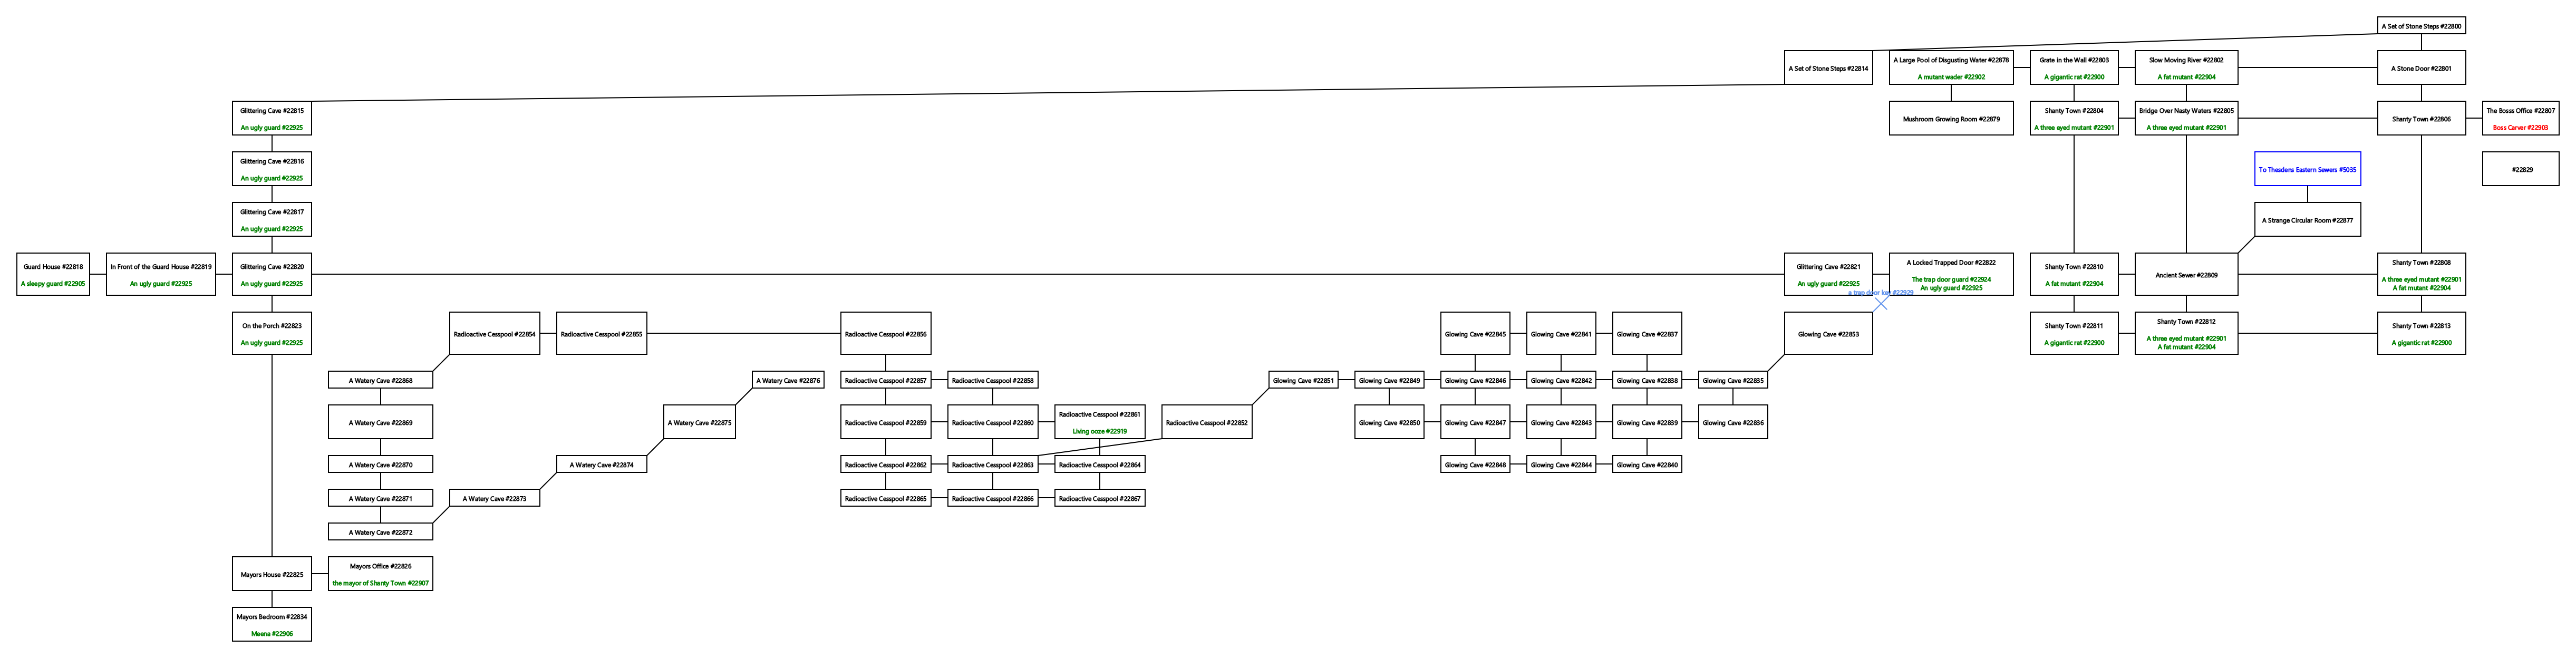 A Set of Stone Steps #22800
A Set of Stone Steps #22814
A Large Pool of Disgusting Water #22878
A mutant wader #22902
Grate in the Wall #22803
A gigantic rat #22900
Slow Moving River #22802
A fat mutant #22904
A Stone Door #22801
Glittering Cave #22815
An ugly guard #22925
Mushroom Growing Room #22879
Shanty Town #22804
A three eyed mutant #22901
Bridge Over Nasty Waters #22805
A three eyed mutant #22901
Shanty Town #22806
The Bosss Office #22807
Boss Carver #22903
Glittering Cave #22816
An ugly guard #22925
To Thesdens Eastern Sewers #5035
#22829
Glittering Cave #22817
An ugly guard #22925
A Strange Circular Room #22877
Guard House #22818
A sleepy guard #22905
In Front of the Guard House #22819
An ugly guard #22925
Glittering Cave #22820
An ugly guard #22925
Glittering Cave #22821
An ugly guard #22925
A Locked Trapped Door #22822
The trap door guard #22924
An ugly guard #22925
Shanty Town #22810
A fat mutant #22904
Ancient Sewer #22809
Shanty Town #22808
A three eyed mutant #22901
A fat mutant #22904
a trap door key #22929
On the Porch #22823
An ugly guard #22925
Radioactive Cesspool #22854
Radioactive Cesspool #22855
Radioactive Cesspool #22856
Glowing Cave #22845
Glowing Cave #22841
Glowing Cave #22837
Glowing Cave #22853
Shanty Town #22811
A gigantic rat #22900
Shanty Town #22812
A three eyed mutant #22901
A fat mutant #22904
Shanty Town #22813
A gigantic rat #22900
A Watery Cave #22868
A Watery Cave #22876
Radioactive Cesspool #22857
Radioactive Cesspool #22858
Glowing Cave #22851
Glowing Cave #22849
Glowing Cave #22846
Glowing Cave #22842
Glowing Cave #22838
Glowing Cave #22835
A Watery Cave #22869
A Watery Cave #22875
Radioactive Cesspool #22859
Radioactive Cesspool #22860
Radioactive Cesspool #22861
Living ooze #22919
Radioactive Cesspool #22852
Glowing Cave #22850
Glowing Cave #22847
Glowing Cave #22843
Glowing Cave #22839
Glowing Cave #22836
A Watery Cave #22870
A Watery Cave #22874
Radioactive Cesspool #22862
Radioactive Cesspool #22863
Radioactive Cesspool #22864
Glowing Cave #22848
Glowing Cave #22844
Glowing Cave #22840
A Watery Cave #22871
A Watery Cave #22873
Radioactive Cesspool #22865
Radioactive Cesspool #22866
Radioactive Cesspool #22867
A Watery Cave #22872
Mayors House #22825
Mayors Office #22826
the mayor of Shanty Town #22907
Mayors Bedroom #22834
Meena #22906